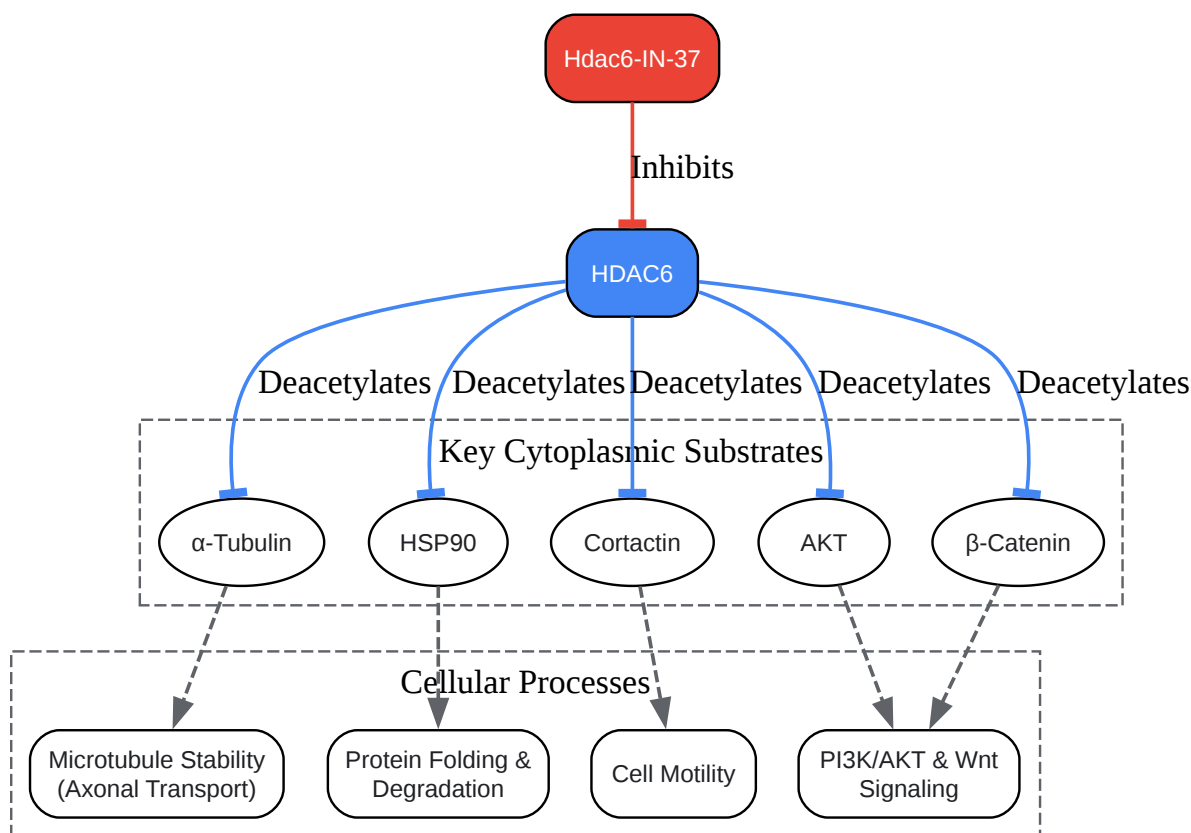 Hdac6-IN-37
Inhibits
HDAC6
Deacetylates Deacetylates Deacetylates Deacetylates Deacetylates
Key Cytoplasmic Substrates
α-Tubulin HSP90 Cortactin AKT β-Catenin
Cellular Processes
Microtubule Stability
(Axonal Transport)
Protein Folding &
Degradation
Cell Motility
PI3K/AKT & Wnt
Signaling